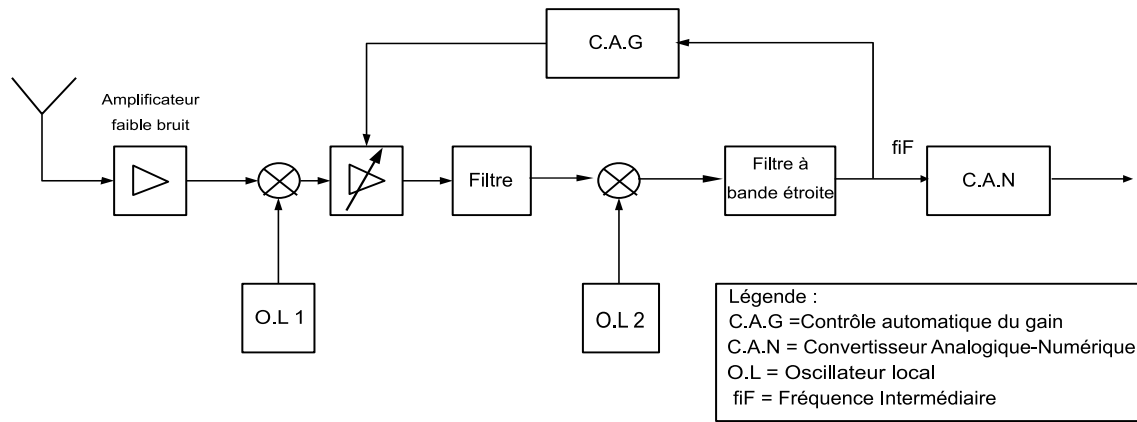 C.A.G
Amplificateur
faible bruit
fiF
Filtre
Filtre à
bande étroite
C.A.N
O.L 1
O.L 2
Légende :
C.A.G =Contrôle automatique du gain
C.A.N = Convertisseur Analogique-Numérique
O.L = Oscillateur local
fiF = Fréquence Intermédiaire